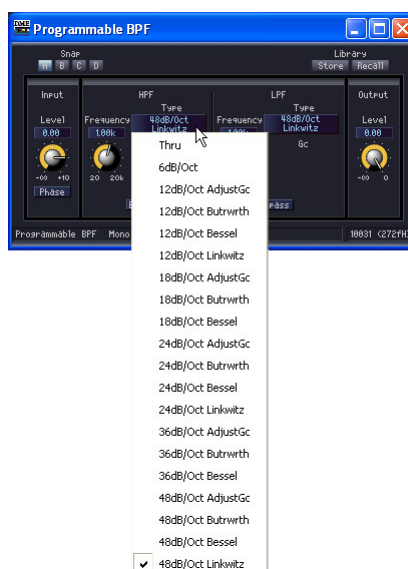 DME Programmable BPF
Snap
A B C D
Library
Store Recall
Input HPF LPF Output
Level Frequency Type Frequency Type Level
0.00 1.00k 48dB/Oct Linkwitz 48dB/Oct Linkwitz 0.00
Gc
-∞ +10 20 20k -∞ 0
Phase
Programmable BPF Mono
Thru
6dB/Oct
12dB/Oct AdjustGc
12dB/Oct Butrwrth
12dB/Oct Bessel
12dB/Oct Linkwitz
18dB/Oct AdjustGc
18dB/Oct Butrwrth
18dB/Oct Bessel
24dB/Oct AdjustGc
24dB/Oct Butrwrth
24dB/Oct Bessel
24dB/Oct Linkwitz
36dB/Oct AdjustGc
36dB/Oct Butrwrth
36dB/Oct Bessel
48dB/Oct AdjustGc
48dB/Oct Butrwrth
48dB/Oct Bessel
48dB/Oct Linkwitz